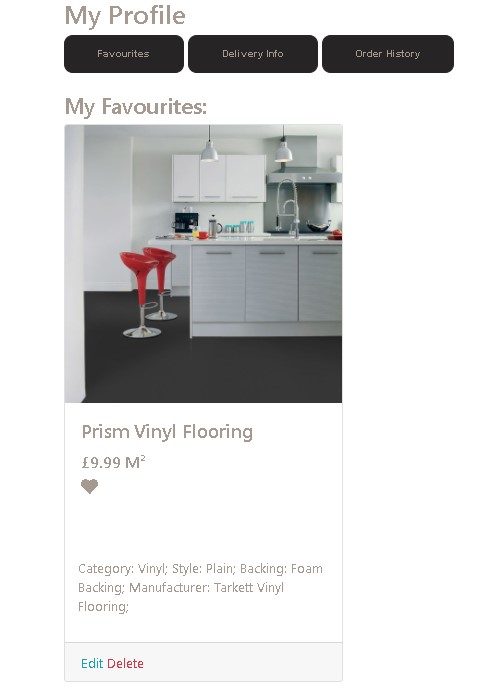 My Profile
Favourites Delivery Info Order History
My Favourites:
Prism Vinyl Flooring
£9.99 M²
Category: Vinyl; Style: Plain; Backing: Foam
Backing; Manufacturer: Tarkett Vinyl
Flooring;
Edit Delete